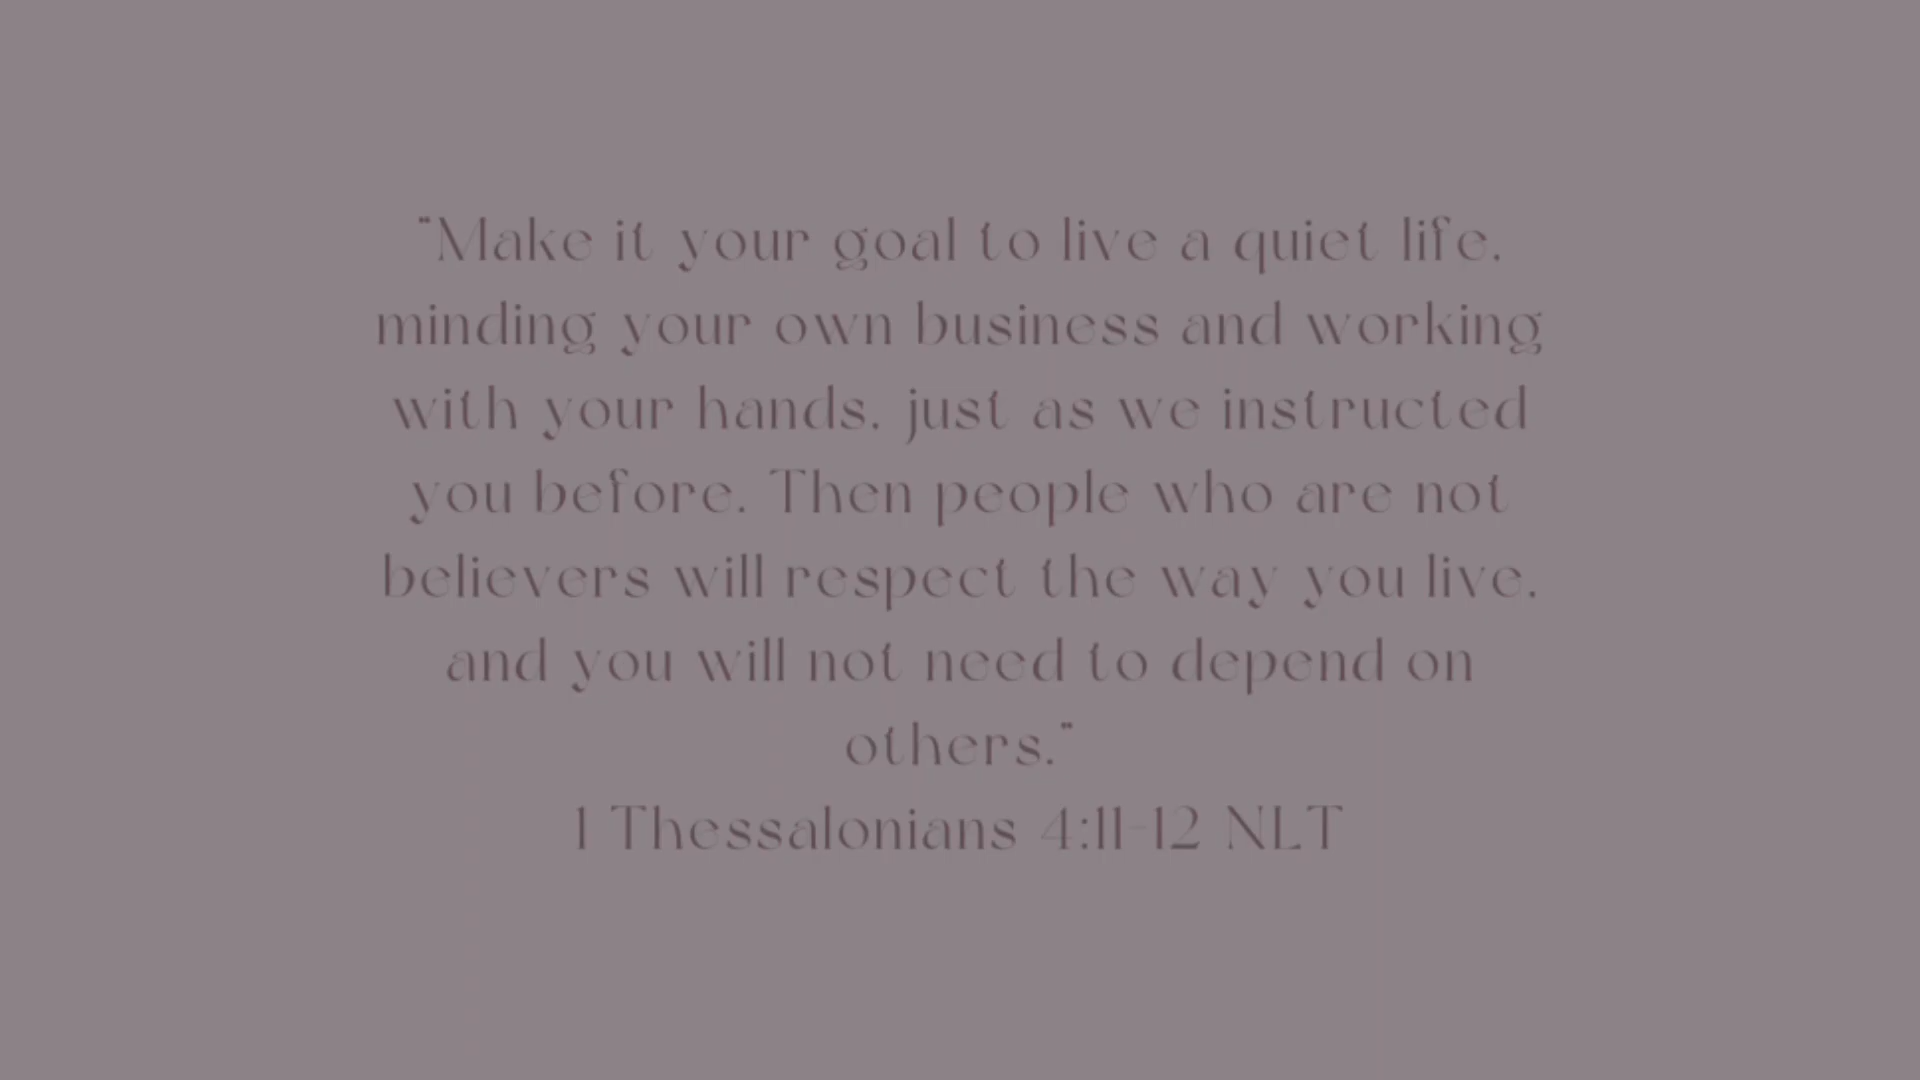 "Make it your goal to live a quiet life,
minding your own business and working
with your hands, just as we instructed
you before. Then people who are not
believers will respect the way you live,
and you will not need to depend on
others."
1 Thessalonians 4:11-12 NLT